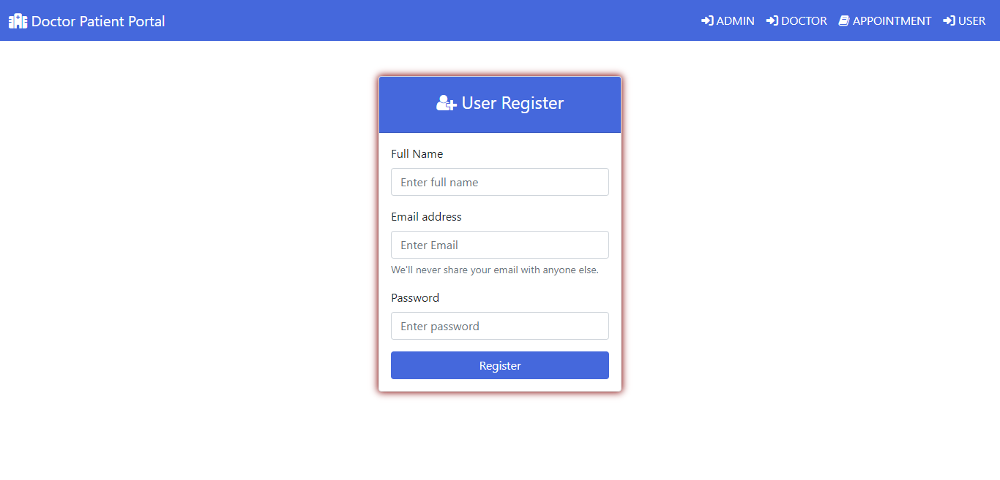 Doctor Patient Portal
ADMIN DOCTOR APPOINTMENT USER
User Register
Full Name
Enter full name
Email address
Enter Email
We'll never share your email with anyone else.
Password
Enter password
Register